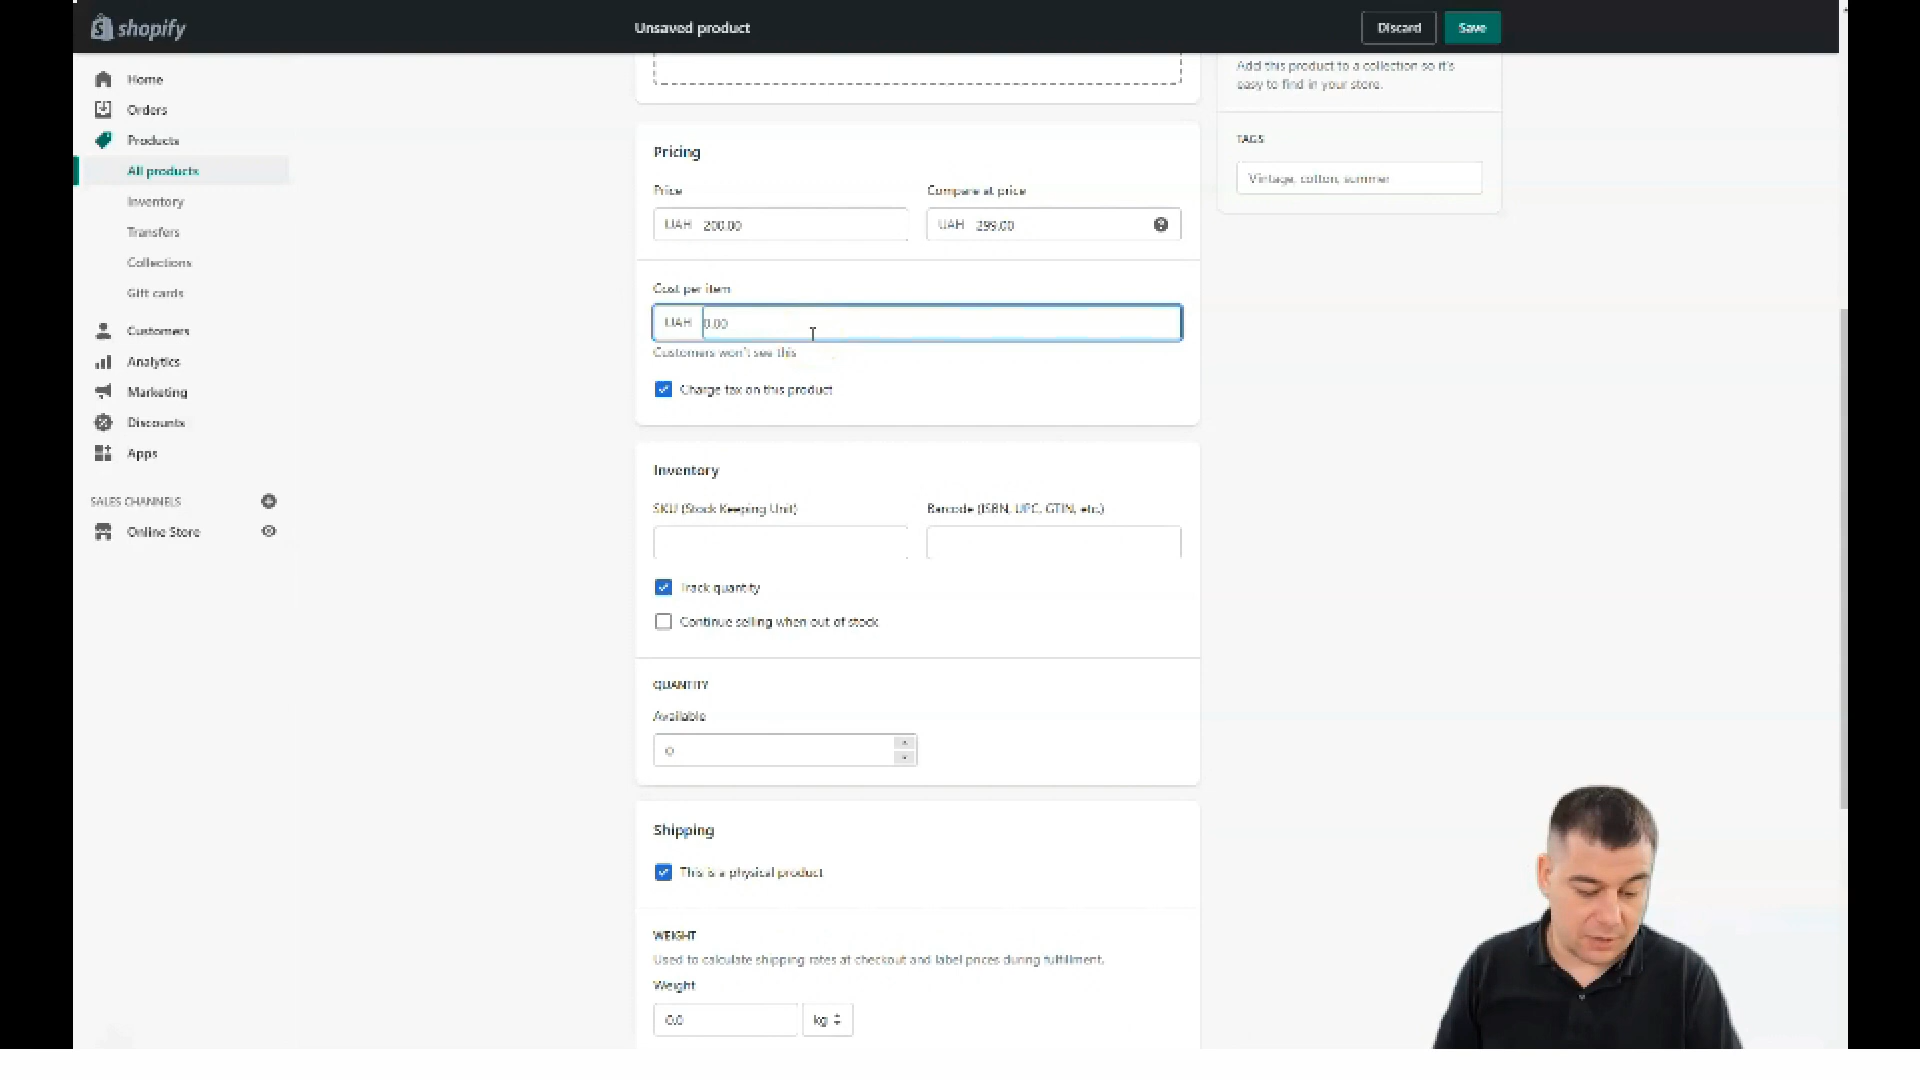 shopify
Unsaved product
Discard
Save
Home
Orders
Products
All products
Inventory
Transfers
Collections
Gift cards
Customers
Analytics
Marketing
Discounts
Apps
SALES CHANNELS
Online Store
Add this product to a collection so it's
easy to find in your store.
TAGS
Vintage, cotton, summer
Pricing
Price
Compare at price
UAH 200.00
UAH 299.00
Cost per item
UAH 0.00
Customers won't see this
Charge tax on this product
Inventory
SKU (Stock Keeping Unit)
Barcode (ISBN, UPC, GTIN, etc.)
Track quantity
Continue selling when out of stock
QUANTITY
Available
0
Shipping
This is a physical product
WEIGHT
Used to calculate shipping rates at checkout and label prices during fulfillment.
Weight
0.0
kg